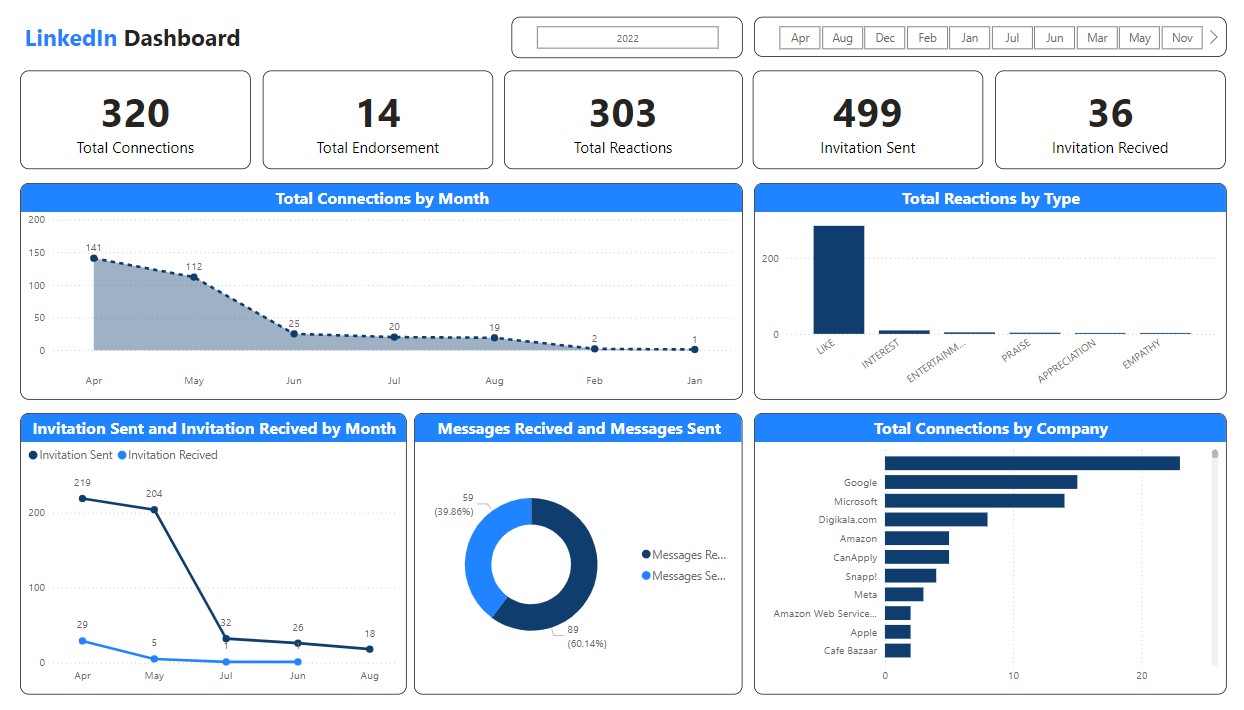 LinkedIn Dashboard
2022
Apr Aug Dec Feb Jan Jul Jun Mar May Nov
320
Total Connections
14
Total Endorsement
303
Total Reactions
499
Invitation Sent
36
Invitation Recived
Total Connections by Month
200
150
100
50
0
141
112
25
20
19
2
1
Apr May Jun Jul Aug Feb Jan
Total Reactions by Type
200
0
LIKE
INTEREST
ENTERTAINM...
PRAISE
APPRECIATION
EMPATHY
Invitation Sent and Invitation Recived by Month
Invitation Sent Invitation Recived
200
100
0
219
204
32
26
18
29
5
1
Apr May Jul Jun Aug
Messages Recived and Messages Sent
59
(39.86%)
89
(60.14%)
Messages Re...
Messages Se...
Total Connections by Company
Google
Microsoft
Digikala.com
Amazon
CanApply
Snapp!
Meta
Amazon Web Service...
Apple
Cafe Bazaar
0 10 20